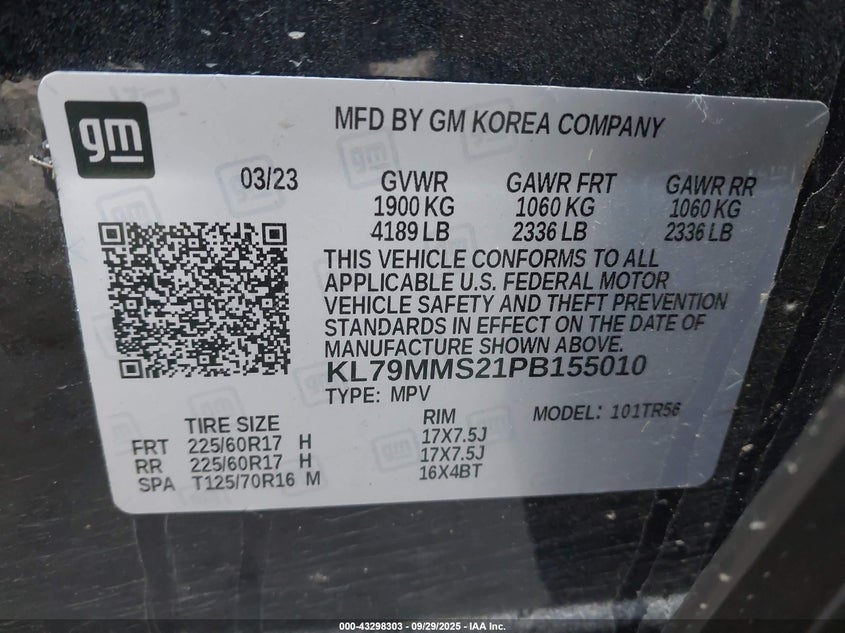 gm
MFD BY GM KOREA COMPANY
03/23
GVWR GAWR FRT GAWR RR
1900 KG 1060 KG 1060 KG
4189 LB 2336 LB 2336 LB
THIS VEHICLE CONFORMS TO ALL
APPLICABLE U.S. FEDERAL MOTOR
VEHICLE SAFETY AND THEFT PREVENTION
STANDARDS IN EFFECT ON THE DATE OF
MANUFACTURE SHOWN ABOVE.
KL79MMS21PB155010
TYPE: MPV
TIRE SIZE RIM MODEL: 101TR56
FRT 225/60R17 H 17X7.5J
RR 225/60R17 H 17X7.5J
SPA T125/70R16 M 16X4BT
000-43298303 - 09/29/2025 - IAA Inc.